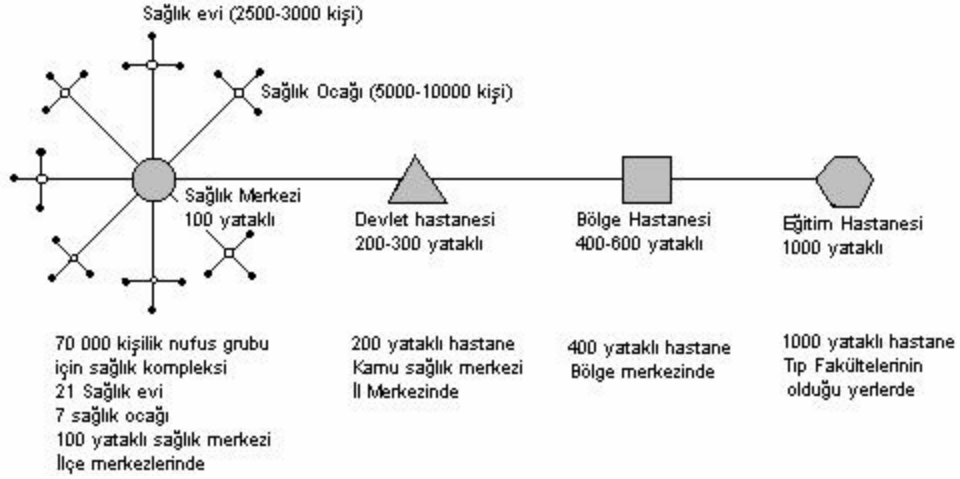 Sağlık evi (2500-3000 kişi)
Sağlık Ocağı (5000-10000 kişi)
Sağlık Merkezi
100 yataklı
Devlet hastanesi
200-300 yataklı
Bölge Hastanesi
400-600 yataklı
Eğitim Hastanesi
1000 yataklı
70 000 kişilik nufus grubu
için sağlık kompleksi
21 Sağlık evi
7 sağlık ocağı
100 yataklı sağlık merkezi
İlçe merkezlerinde
200 yataklı hastane
Kamu sağlık merkezi
İl Merkezinde
400 yataklı hastane
Bölge merkezinde
1000 yataklı hastane
Tıp Fakültelerinin
olduğu yerlerde